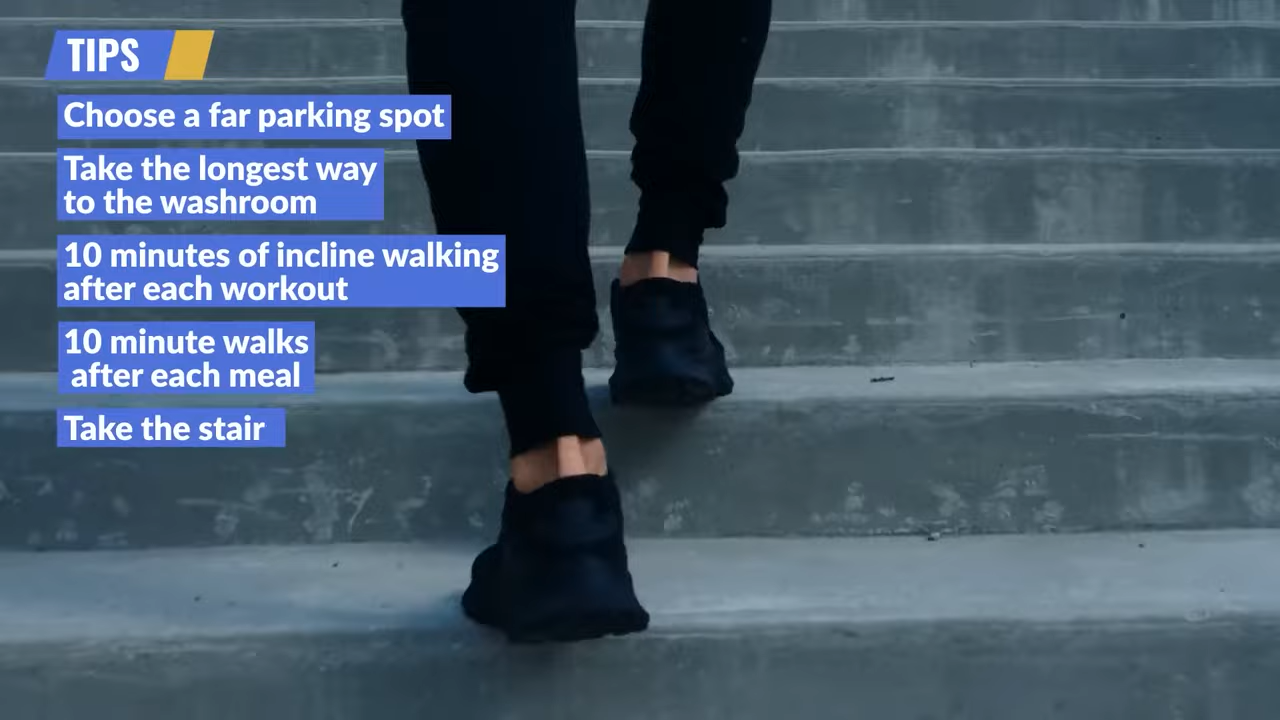 TIPS
Choose a far parking spot
Take the longest way
to the washroom
10 minutes of incline walking
after each workout
10 minute walks
after each meal
Take the stair